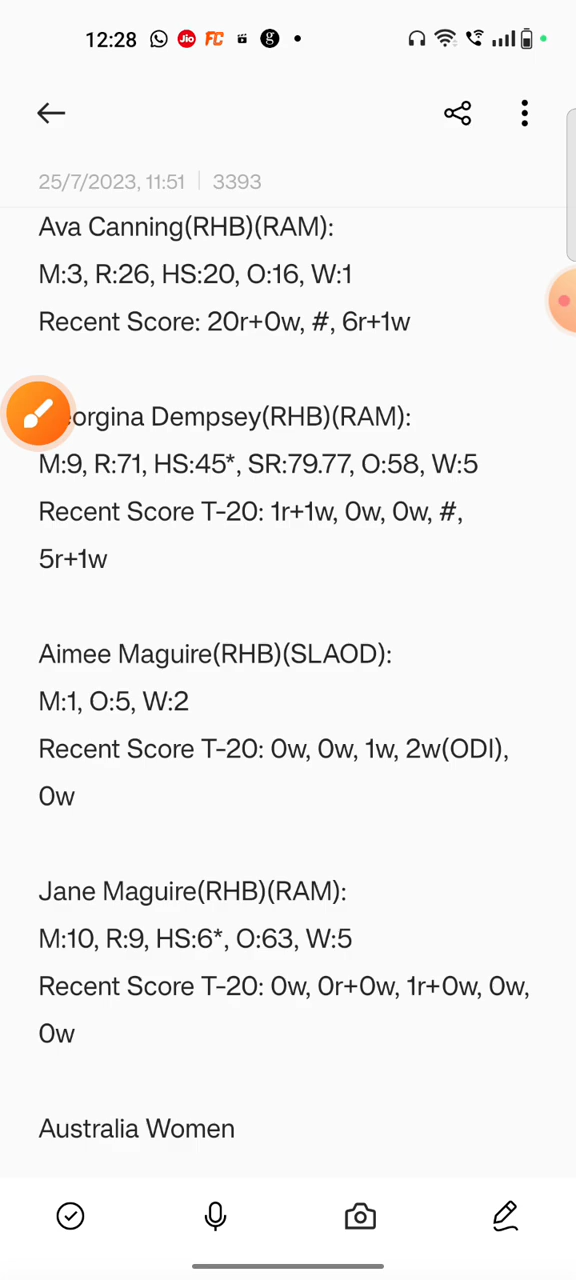 12:28
Jio
FC
g
25/7/2023, 11:51 | 3393
Ava Canning(RHB)(RAM):
M:3, R:26, HS:20, O:16, W:1
Recent Score: 20r+0w, #, 6r+1w
orgina Dempsey(RHB)(RAM):
M:9, R:71, HS:45*, SR:79.77, O:58, W:5
Recent Score T-20: 1r+1w, 0w, 0w, #,
5r+1w
Aimee Maguire(RHB)(SLAOD):
M:1, O:5, W:2
Recent Score T-20: 0w, 0w, 1w, 2w(ODI),
0w
Jane Maguire(RHB)(RAM):
M:10, R:9, HS:6*, O:63, W:5
Recent Score T-20: 0w, 0r+0w, 1r+0w, 0w,
0w
Australia Women